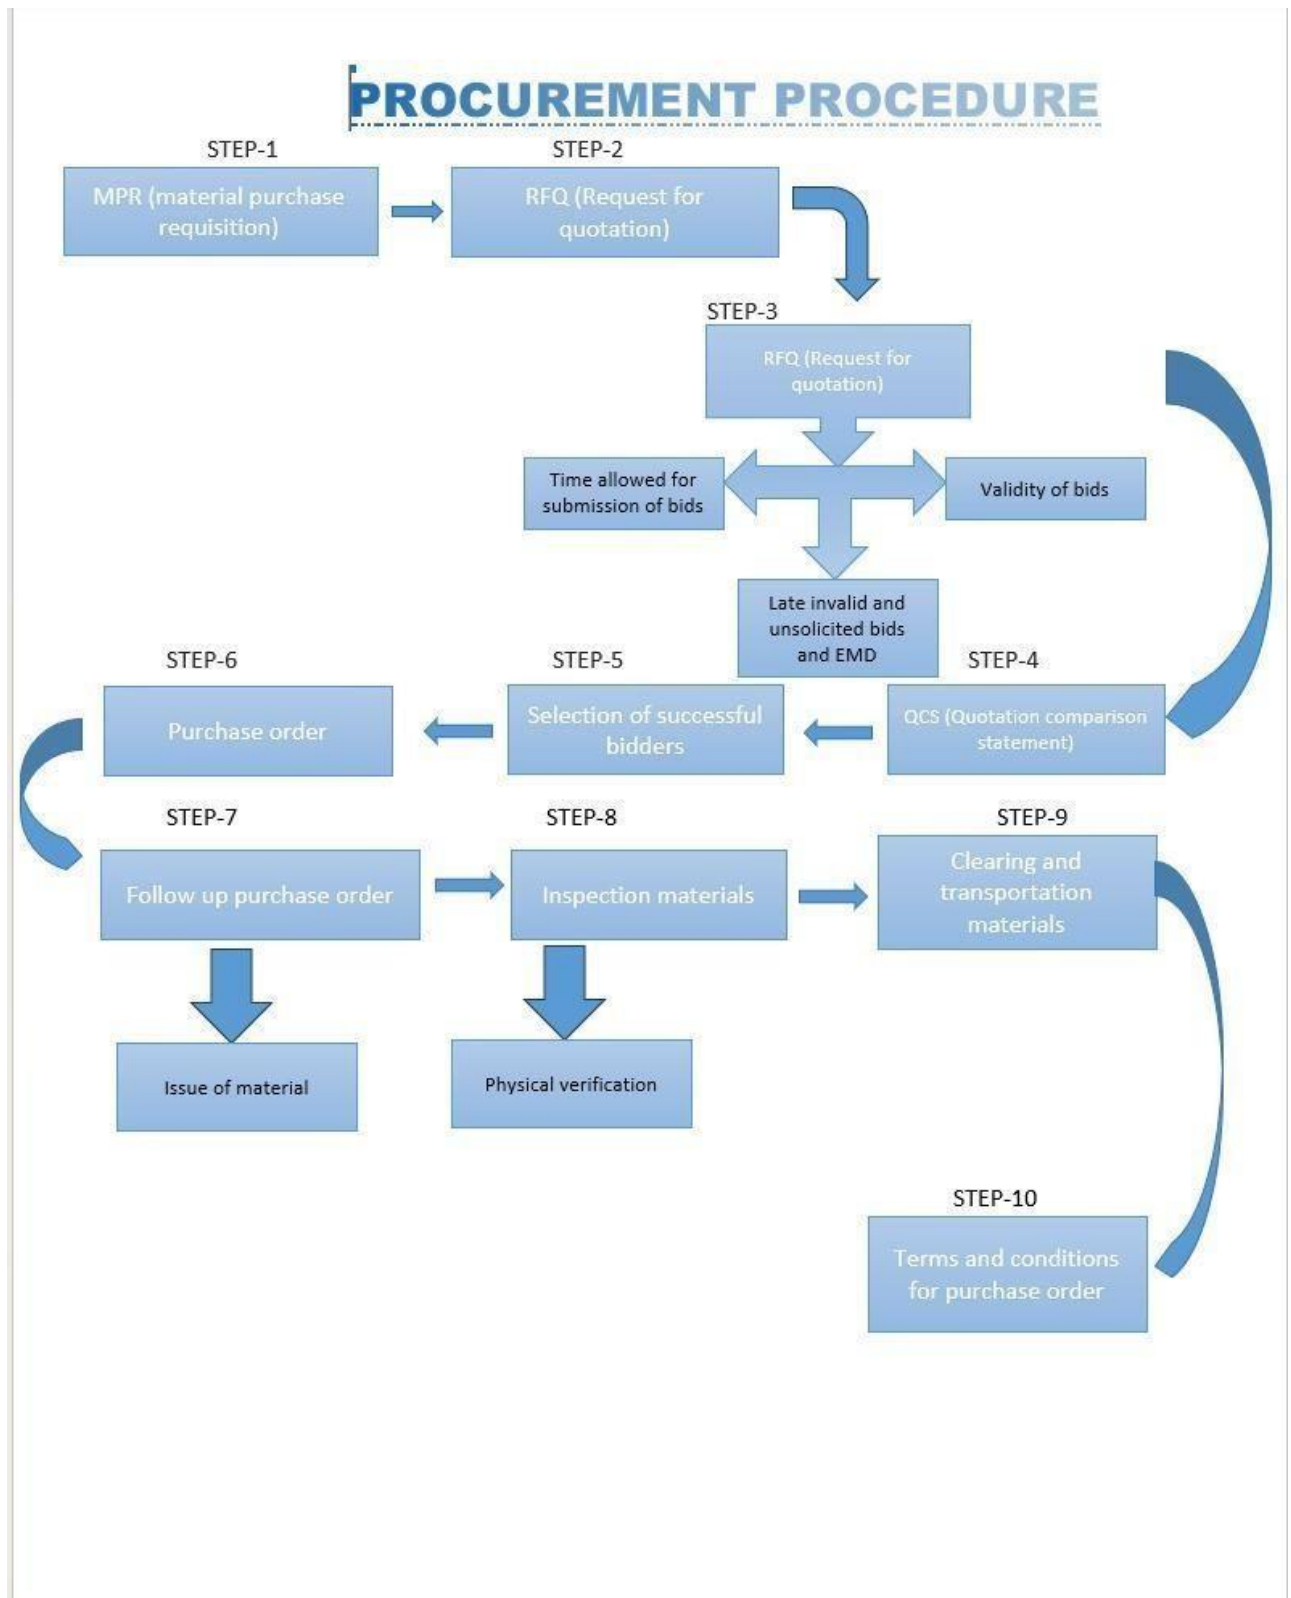 PROCUREMENT PROCEDURE
STEP-1
MPR (material purchase
requisition)
STEP-2
RFQ (Request for
quotation)
STEP-3
RFQ (Request for
quotation)
Time allowed for
submission of bids
Validity of bids
Late invalid and
unsolicited bids
and EMD
STEP-4
QCS (Quotation comparison
statement)
STEP-5
Selection of successful
bidders
STEP-6
Purchase order
STEP-7
Follow up purchase order
STEP-8
Inspection materials
STEP-9
Clearing and
transportation
materials
Issue of material
Physical verification
STEP-10
Terms and conditions
for purchase order